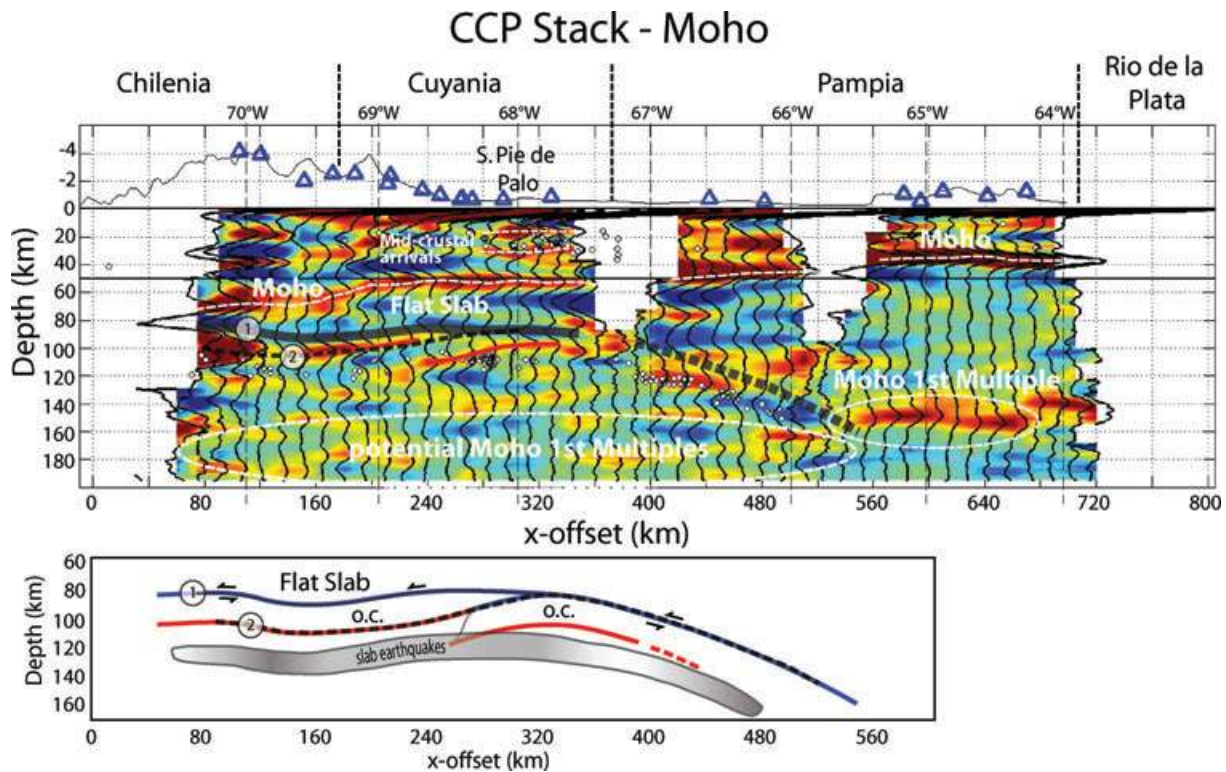 CCP Stack - Moho
Chilenia
Cuyania
Pampia
Rio de la
Plata
70°W
69°W
68°W
67°W
66°W
65°W
64°W
S. Pie de
Palo
-4
-2
0
20
40
60
80
100
120
140
160
180
Depth (km)
Mid-crustal
arrivals
Moho
Moho
Flat Slab
1
2
Moho 1st Multiple
potential Moho 1st Multiples
0 80 160 240 320 400 480 560 640 720 800
x-offset (km)
60
80
100
120
140
160
Depth (km)
1
Flat Slab
2
o.c.
o.c.
slab earthquakes
0 80 160 240 320 400 480 560
x-offset (km)